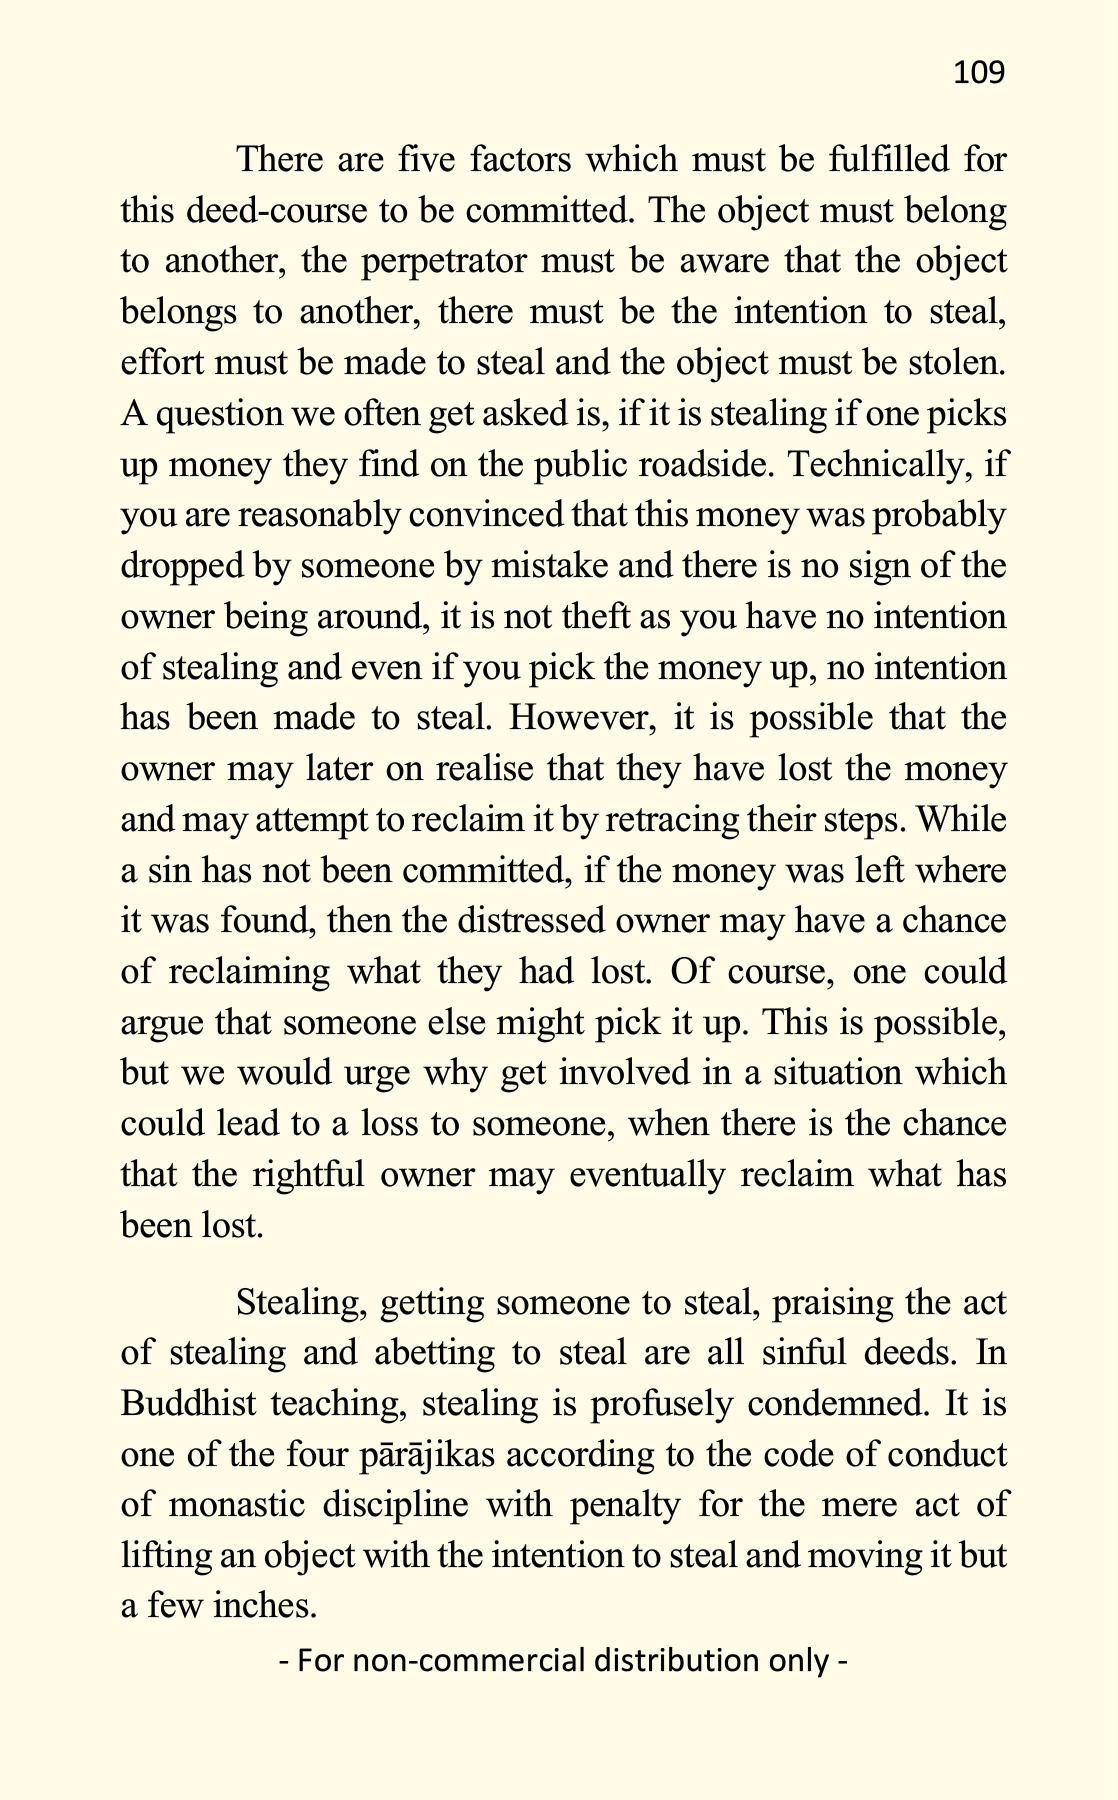 109
There are five factors which must be fulfilled for
this deed-course to be committed. The object must belong
to another, the perpetrator must be aware that the object
belongs to another, there must be the intention to steal,
effort must be made to steal and the object must be stolen.
A question we often get asked is, if it is stealing if one picks
up money they find on the public roadside. Technically, if
you are reasonably convinced that this money was probably
dropped by someone by mistake and there is no sign of the
owner being around, it is not theft as you have no intention
of stealing and even if you pick the money up, no intention
has been made to steal. However, it is possible that the
owner may later on realise that they have lost the money
and may attempt to reclaim it by retracing their steps. While
a sin has not been committed, if the money was left where
it was found, then the distressed owner may have a chance
of reclaiming what they had lost. Of course, one could
argue that someone else might pick it up. This is possible,
but we would urge why get involved in a situation which
could lead to a loss to someone, when there is the chance
that the rightful owner may eventually reclaim what has
been lost.
Stealing, getting someone to steal, praising the act
of stealing and abetting to steal are all sinful deeds. In
Buddhist teaching, stealing is profusely condemned. It is
one of the four pārājikas according to the code of conduct
of monastic discipline with penalty for the mere act of
lifting an object with the intention to steal and moving it but
a few inches.
- For non-commercial distribution only -